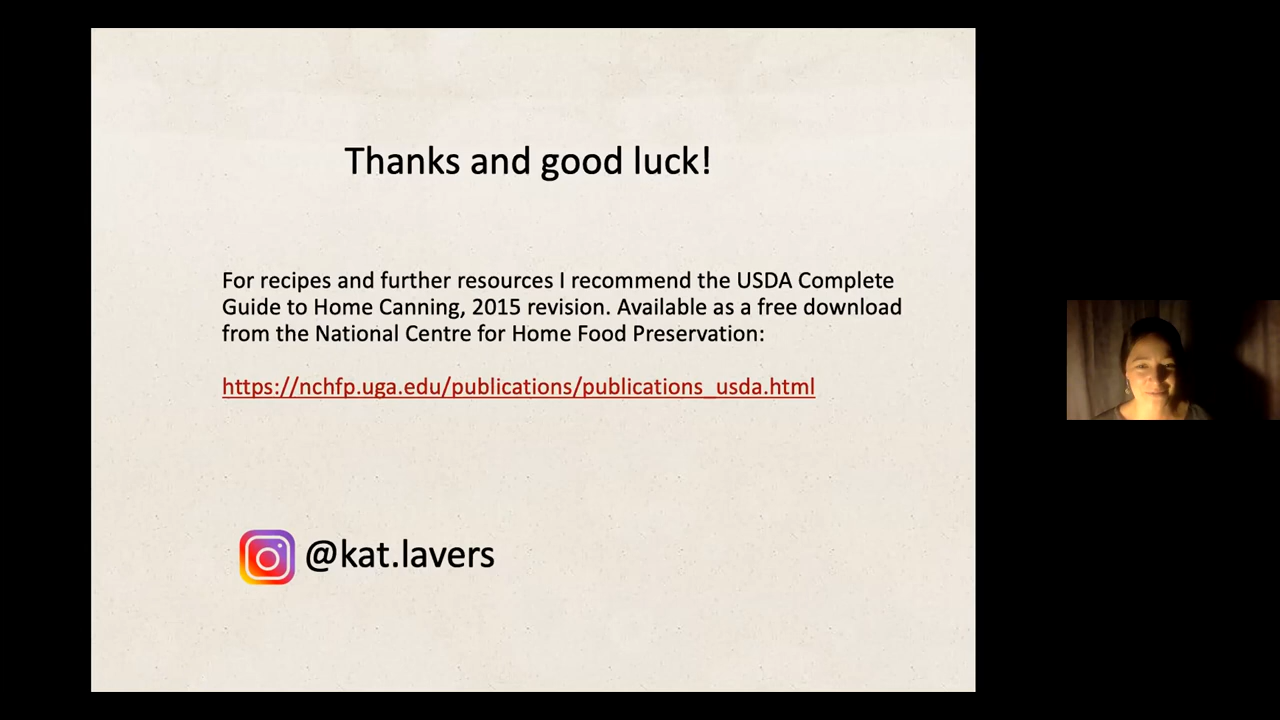 Thanks and good luck!
For recipes and further resources I recommend the USDA Complete
Guide to Home Canning, 2015 revision. Available as a free download
from the National Centre for Home Food Preservation:
https://nchfp.uga.edu/publications/publications_usda.html
@kat.lavers